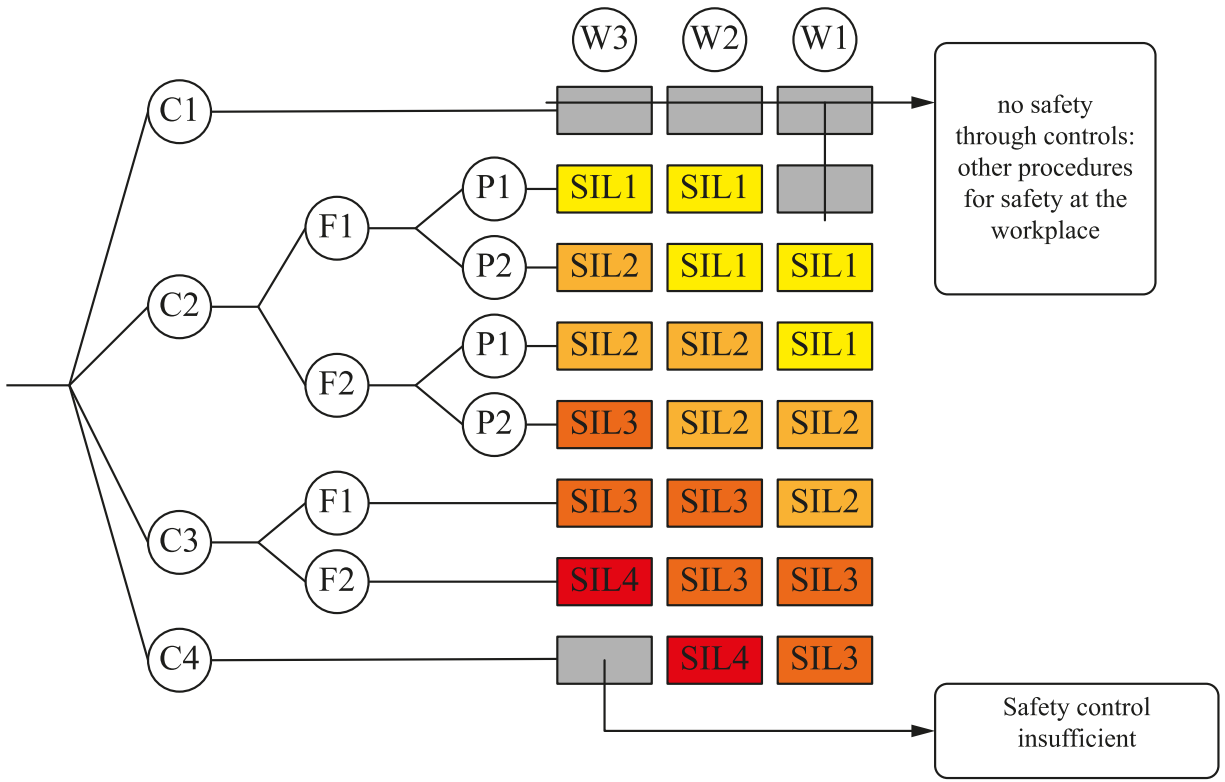 W3 W2 W1
C1
no safety
through controls:
other procedures
for safety at the
workplace
P1 SIL1 SIL1
F1
P2 SIL2 SIL1 SIL1
C2
P1 SIL2 SIL2 SIL1
F2
P2 SIL3 SIL2 SIL2
F1 SIL3 SIL3 SIL2
C3
F2 SIL4 SIL3 SIL3
C4 SIL4 SIL3
Safety control
insufficient